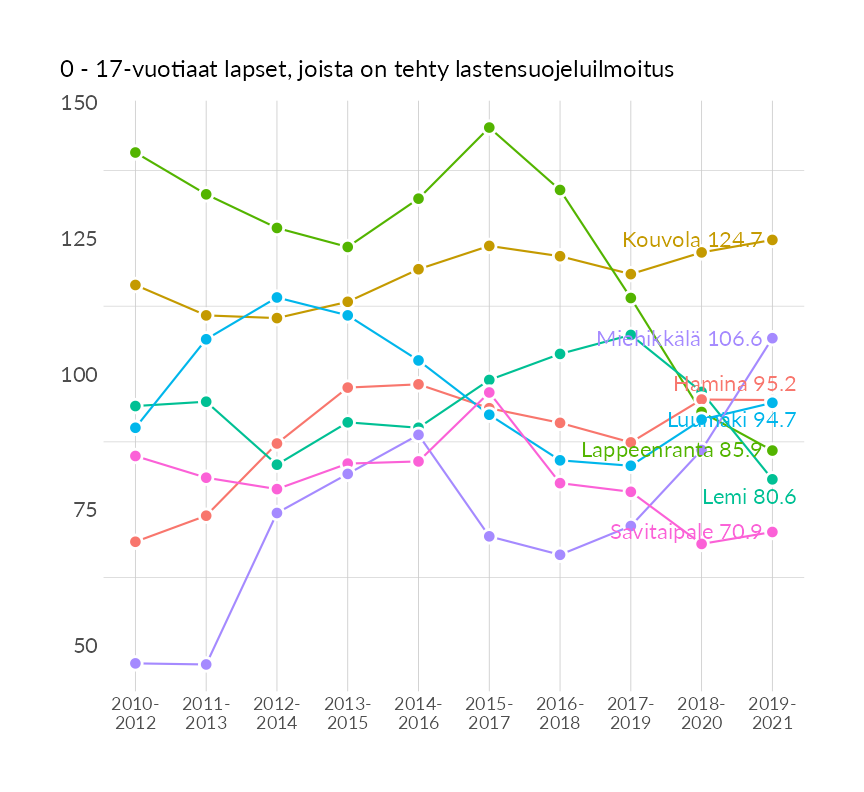 0 - 17-vuotiaat lapset, joista on tehty lastensuojeluilmoitus
150
125
100
75
50
Kouvola 124.7
Miehikkälä 106.6
Hamina 95.2
Luumäki 94.7
Lappeenranta 85.9
Lemi 80.6
Savitaipale 70.9
2010- 2011- 2012- 2013- 2014- 2015- 2016- 2017- 2018- 2019-
2012 2013 2014 2015 2016 2017 2018 2019 2020 2021